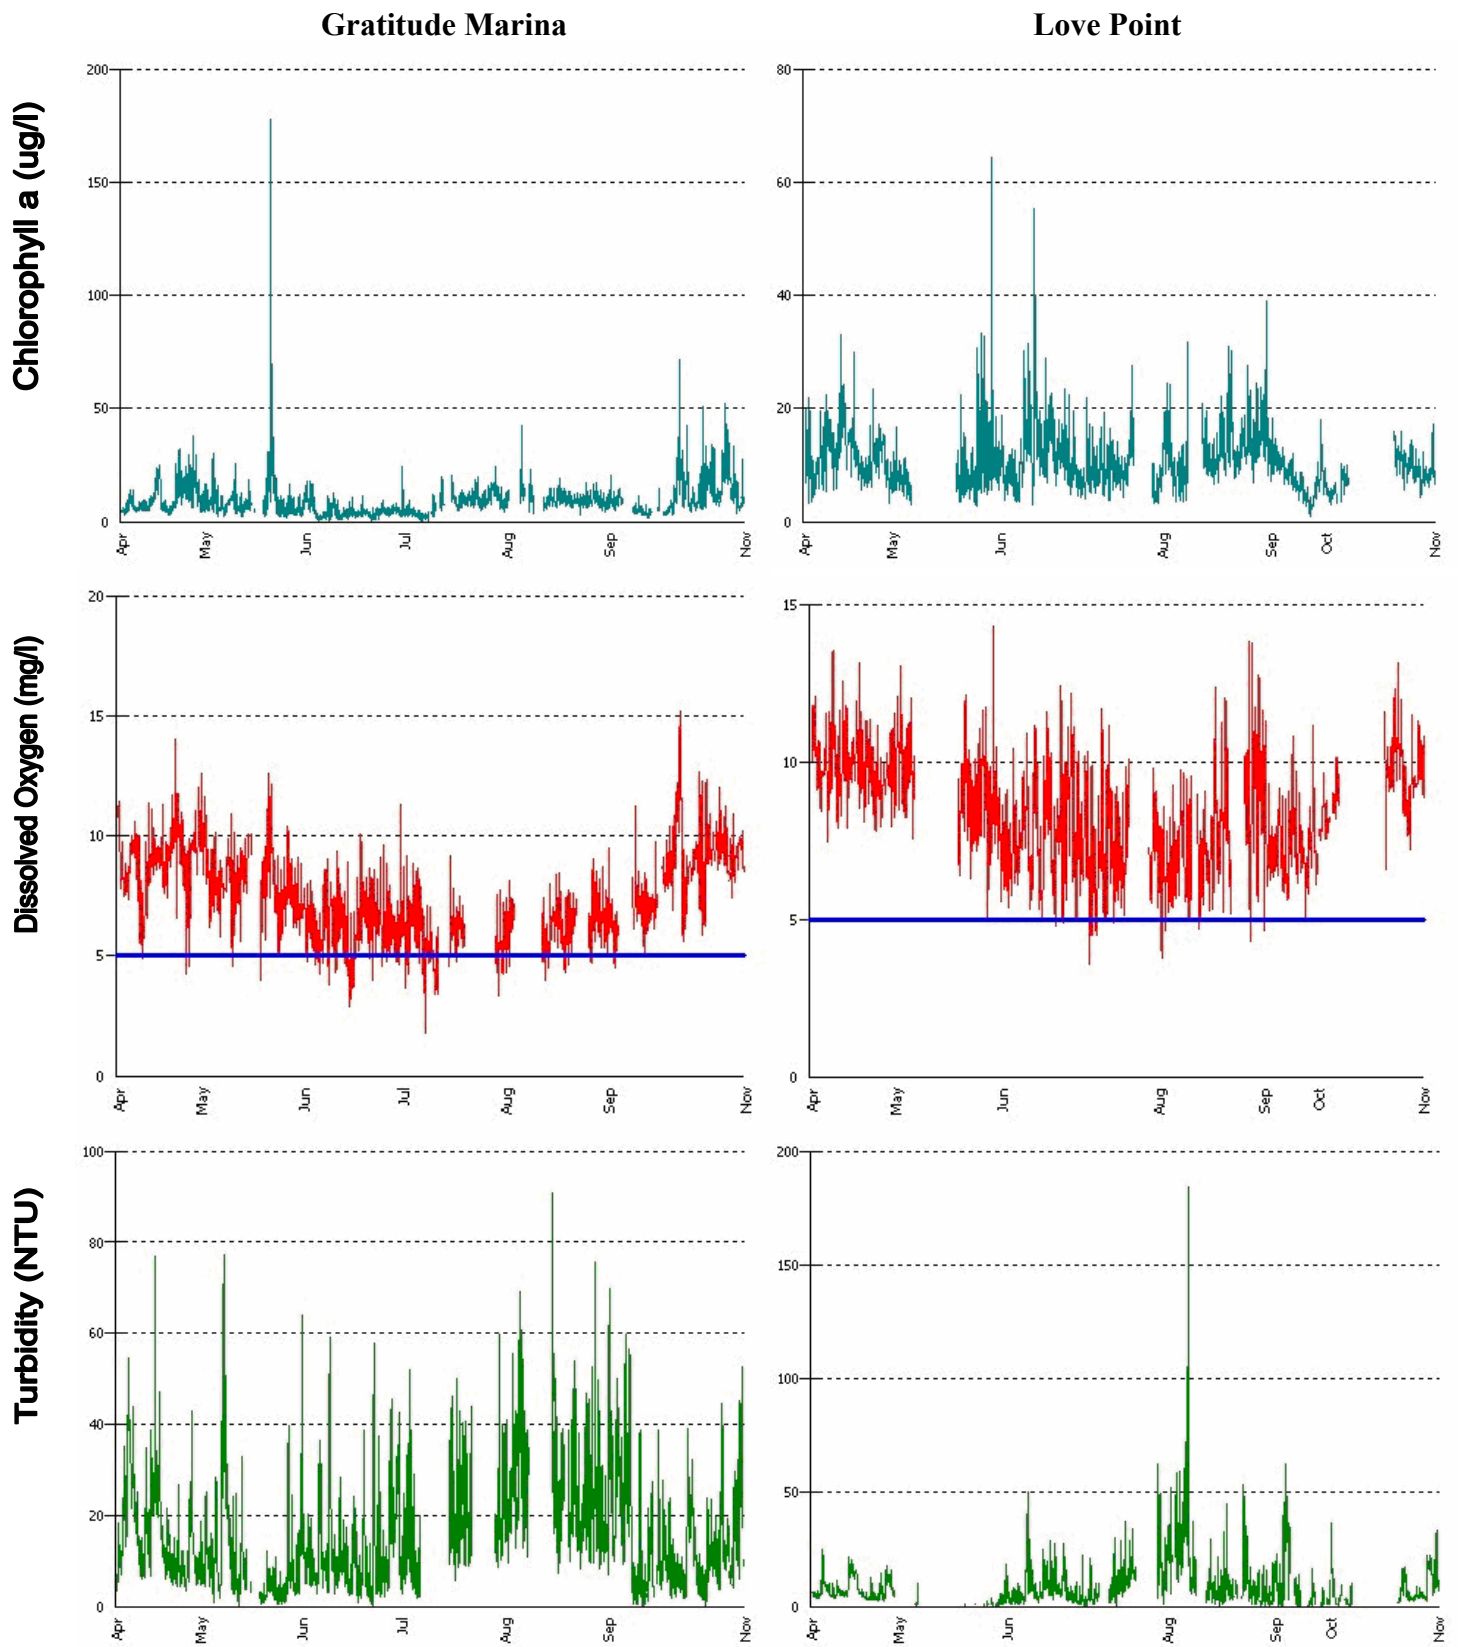 Gratitude Marina
Love Point
Chlorophyll a (ug/l)
200
150
100
50
0
Apr
May
Jun
Jul
Aug
Sep
Nov
80
60
40
20
0
Apr
May
Jun
Aug
Sep
Oct
Nov
Dissolved Oxygen (mg/l)
20
15
10
5
0
Apr
May
Jun
Jul
Aug
Sep
Nov
15
10
5
0
Apr
May
Jun
Aug
Sep
Oct
Nov
Turbidity (NTU)
100
80
60
40
20
0
Apr
May
Jun
Jul
Aug
Sep
Nov
200
150
100
50
0
Apr
May
Jun
Aug
Sep
Oct
Nov